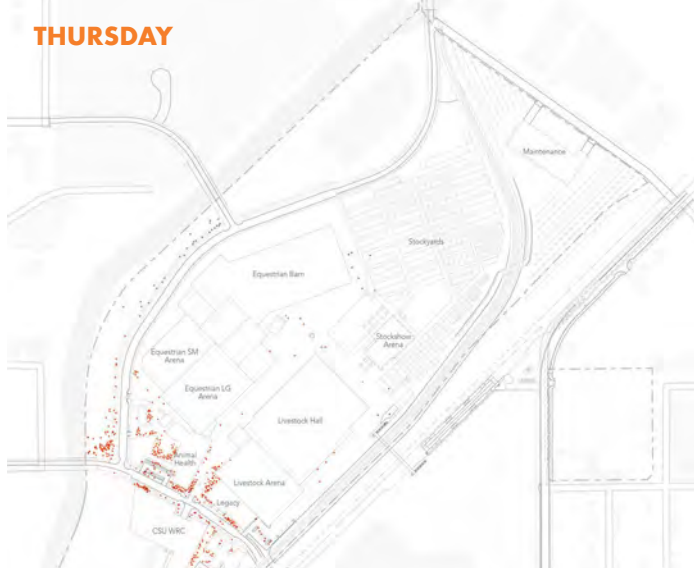 THURSDAY
Maintenance
Stockyards
Equestrian Barn
Stockshow
Arena
Equestrian SM
Arena
Equestrian LG
Arena
Livestock Hall
Animal
Health
Livestock Arena
Legacy
CSU WRC